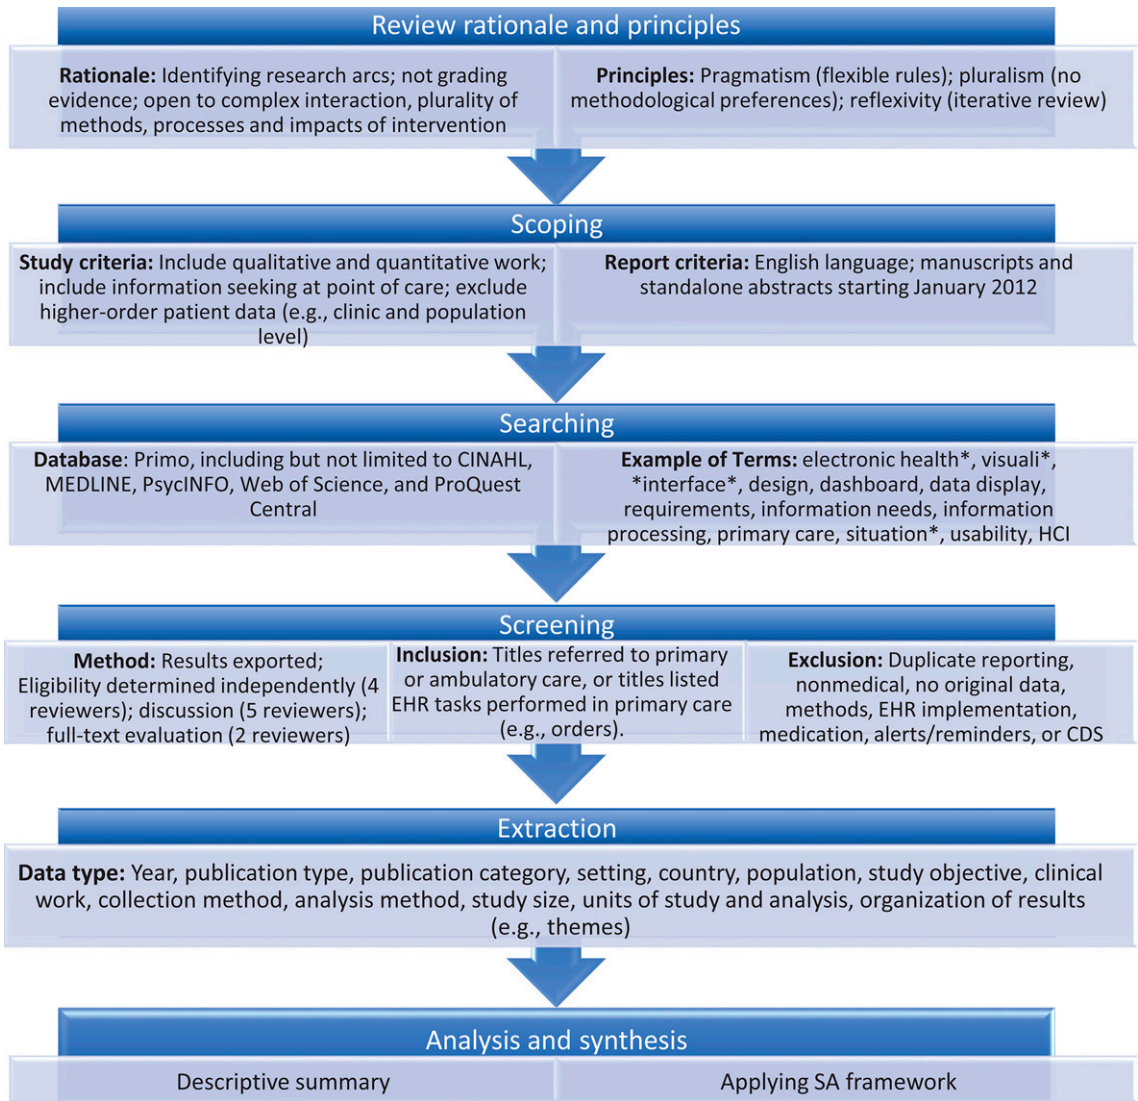 Review rationale and principles
Rationale: Identifying research arcs; not grading
evidence; open to complex interaction, plurality of
methods, processes and impacts of intervention
Principles: Pragmatism (flexible rules); pluralism (no
methodological preferences); reflexivity (iterative review)
Scoping
Study criteria: Include qualitative and quantitative work;
include information seeking at point of care; exclude
higher-order patient data (e.g., clinic and population
level)
Report criteria: English language; manuscripts and
standalone abstracts starting January 2012
Searching
Database: Primo, including but not limited to CINAHL,
MEDLINE, PsycINFO, Web of Science, and ProQuest
Central
Example of Terms: electronic health*, visuali*,
*interface*, design, dashboard, data display,
requirements, information needs, information
processing, primary care, situation*, usability, HCI
Screening
Method: Results exported;
Eligibility determined independently (4
reviewers); discussion (5 reviewers);
full-text evaluation (2 reviewers)
Inclusion: Titles referred to primary
or ambulatory care, or titles listed
EHR tasks performed in primary care
(e.g., orders).
Exclusion: Duplicate reporting,
nonmedical, no original data,
methods, EHR implementation,
medication, alerts/reminders, or CDS
Extraction
Data type: Year, publication type, publication category, setting, country, population, study objective, clinical
work, collection method, analysis method, study size, units of study and analysis, organization of results
(e.g., themes)
Analysis and synthesis
Descriptive summary
Applying SA framework